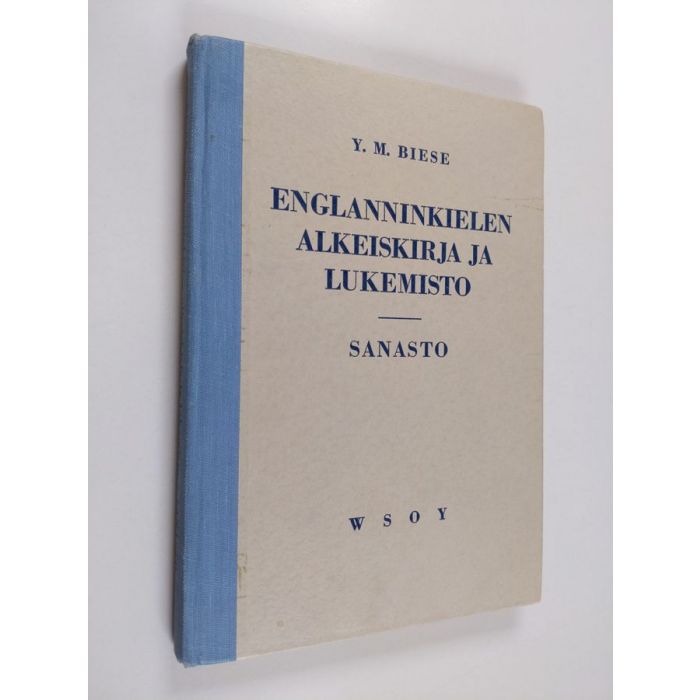 Y. M. BIESE
ENGLANNINKIELEN
ALKEISKIRJA JA
LUKEMISTO
SANASTO
W S O Y